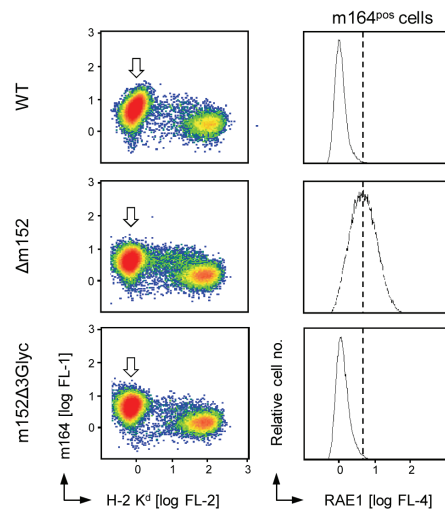 m164pos cells
WT
3
2
1
0
Δm152
3
2
1
0
m152Δ3Glyc
3
2
1
0
m164 [log FL-1]
0 1 2 m3
H-2 Kd [log FL-2]
Relative cell no.
0 1 2
RAE1 [log FL-4]